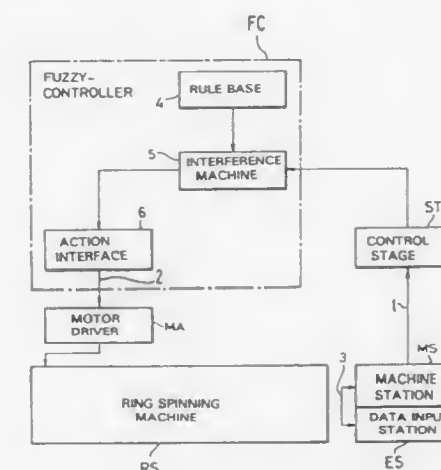 FC
FUZZY-
CONTROLLER
4
RULE BASE
5
INTERFERENCE
MACHINE
6
ACTION
INTERFACE
2
ST
CONTROL
STAGE
1
MOTOR
DRIVER
MA
MS
3
MACHINE
STATION
RING SPINNING
MACHINE
DATA INPUT
STATION
RS
ES